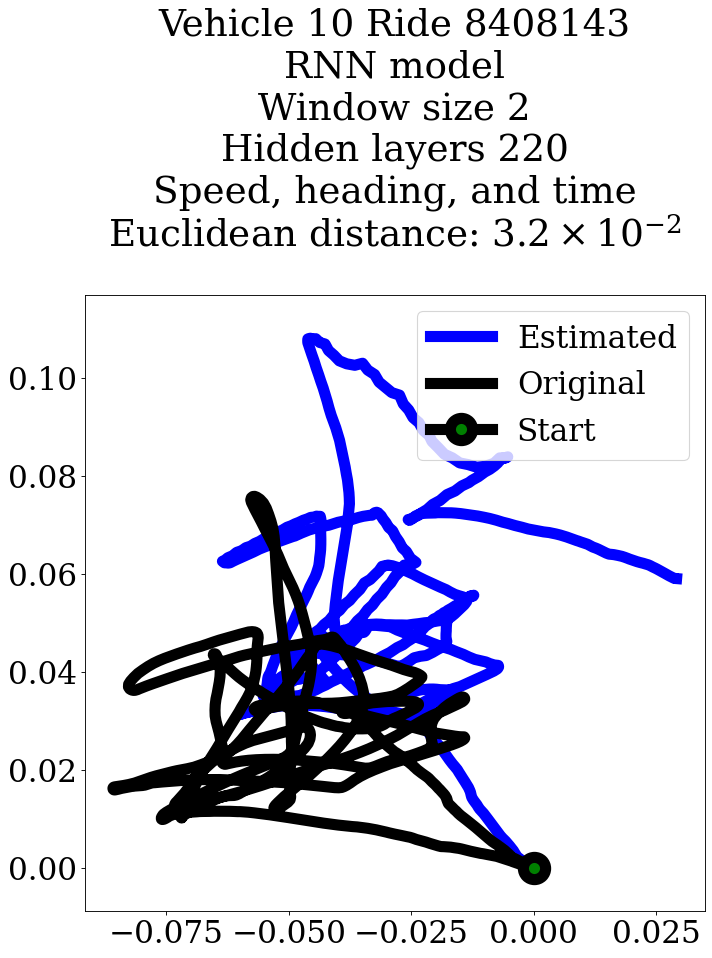 Vehicle 10 Ride 8408143
RNN model
Window size 2
Hidden layers 220
Speed, heading, and time
Euclidean distance: 3.2 × 10⁻²
Estimated
Original
Start
0.10
0.08
0.06
0.04
0.02
0.00
−0.075 −0.050 −0.025 0.000 0.025